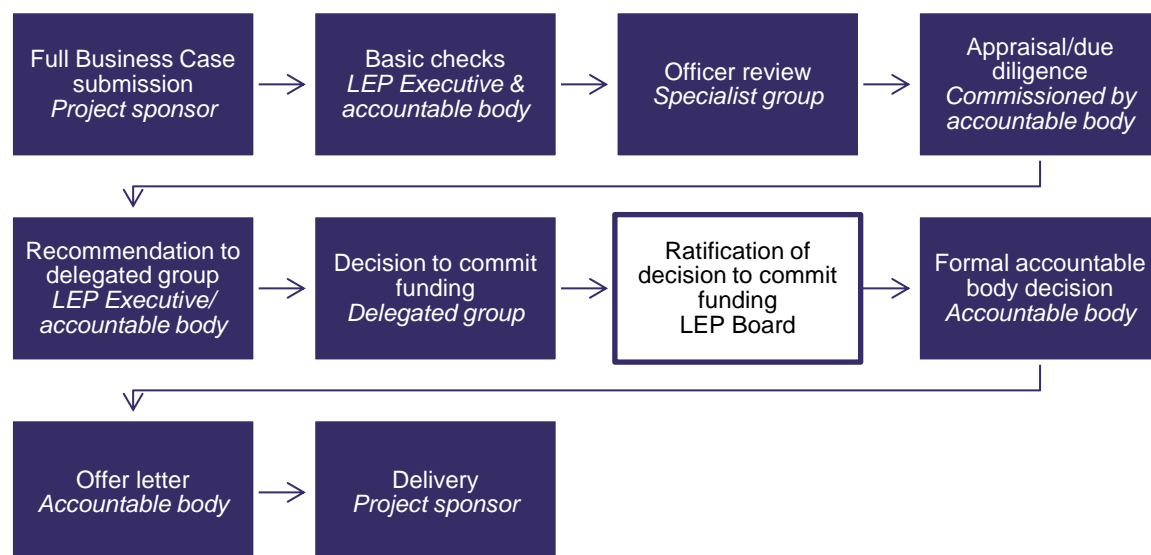 Full Business Case
submission
Project sponsor
Basic checks
LEP Executive &
accountable body
Officer review
Specialist group
Appraisal/due
diligence
Commissioned by
accountable body
Recommendation to
delegated group
LEP Executive/
accountable body
Decision to commit
funding
Delegated group
Ratification of
decision to commit
funding
LEP Board
Formal accountable
body decision
Accountable body
Offer letter
Accountable body
Delivery
Project sponsor